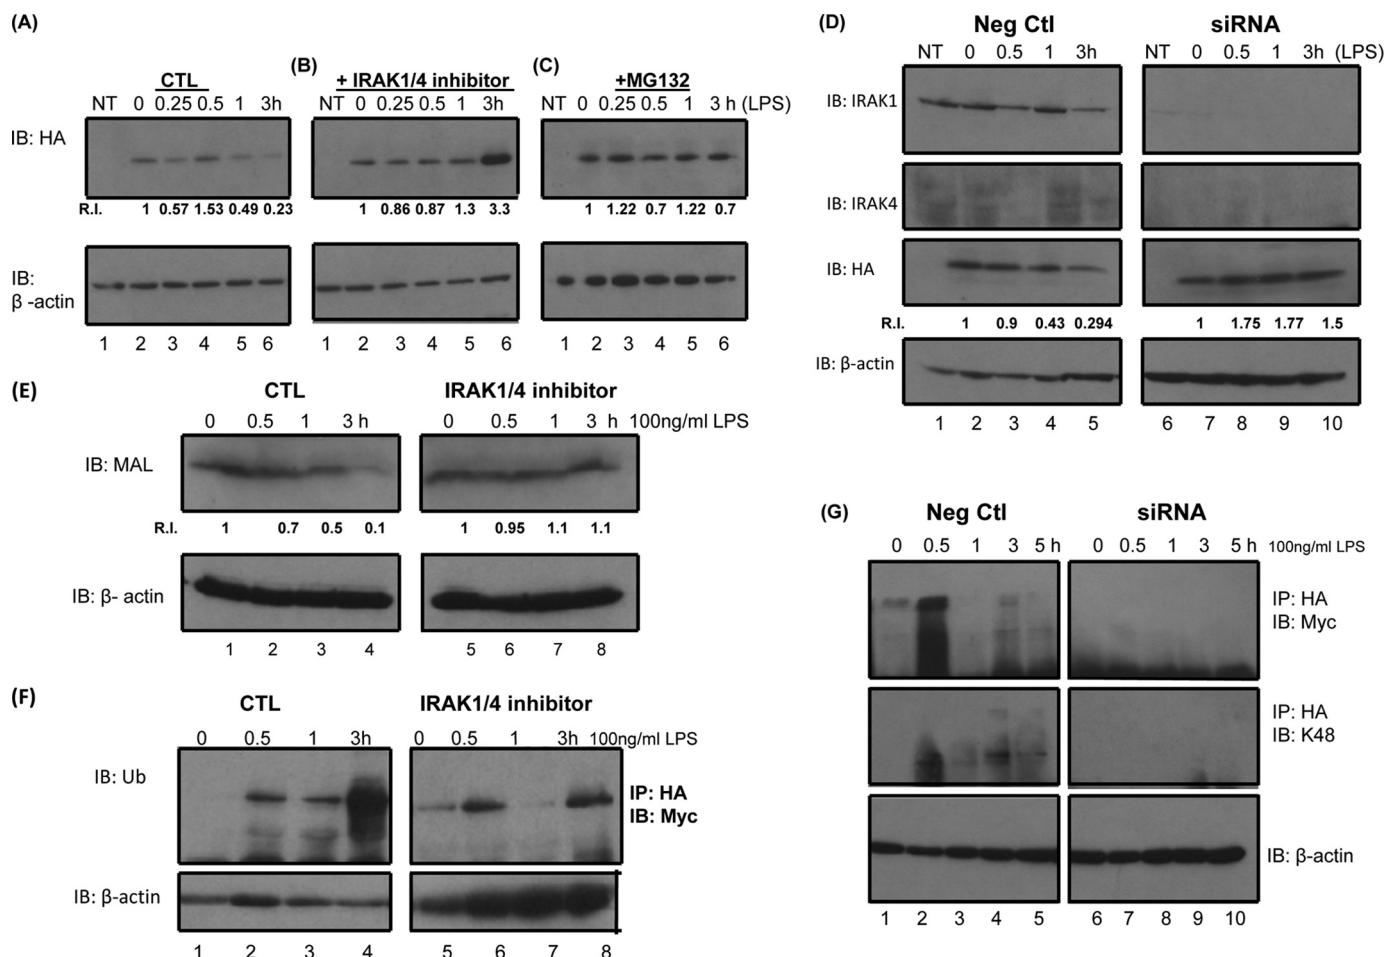 (A)
CTL
NT 0 0.25 0.5 1 3h
IB: HA
R.I. 1 0.57 1.53 0.49 0.23
IB:
β -actin
1 2 3 4 5 6
(B)
+ IRAK1/4 inhibitor
NT 0 0.25 0.5 1 3h
1 0.86 0.87 1.3 3.3
1 2 3 4 5 6
(C)
+MG132
NT 0 0.25 0.5 1 3 h (LPS)
1 1.22 0.7 1.22 0.7
1 2 3 4 5 6
(D)
Neg Ctl siRNA
NT 0 0.5 1 3h NT 0 0.5 1 3h (LPS)
IB: IRAK1
IB: IRAK4
IB: HA
R.I. 1 0.9 0.43 0.294 1 1.75 1.77 1.5
IB: β-actin
1 2 3 4 5 6 7 8 9 10
(E)
CTL IRAK1/4 inhibitor
0 0.5 1 3 h 0 0.5 1 3 h 100ng/ml LPS
IB: MAL
R.I. 1 0.7 0.5 0.1 1 0.95 1.1 1.1
IB: β- actin
1 2 3 4 5 6 7 8
(F)
CTL IRAK1/4 inhibitor
0 0.5 1 3h 0 0.5 1 3h 100ng/ml LPS
IB: Ub
IP: HA
IB: Myc
IB: β-actin
1 2 3 4 5 6 7 8
(G)
Neg Ctl siRNA
0 0.5 1 3 5 h 0 0.5 1 3 5 h 100ng/ml LPS
IP: HA
IB: Myc
IP: HA
IB: K48
IB: β-actin
1 2 3 4 5 6 7 8 9 10